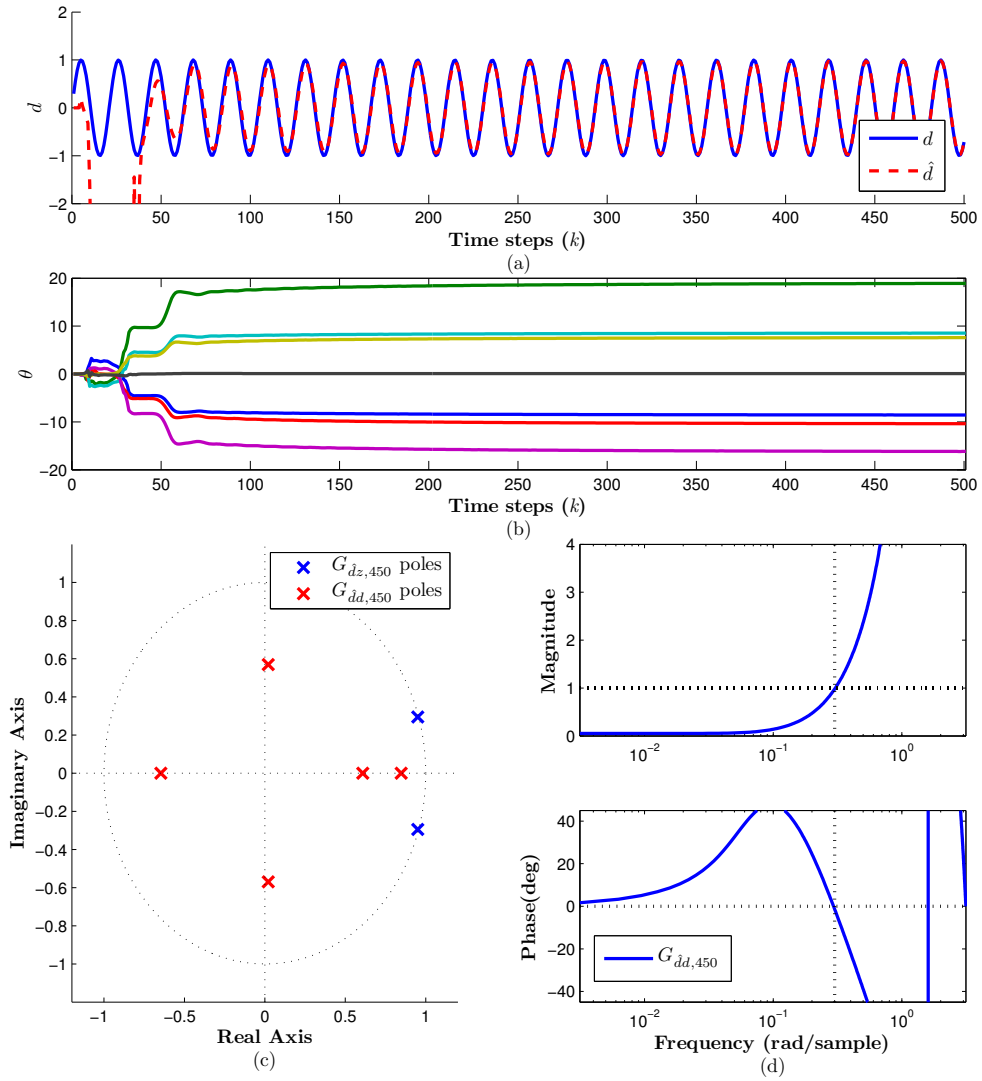 2
1
0
−1
−2
d
d
d̂
0 50 100 150 200 250 300 350 400 450 500
Time steps (k)
(a)
20
10
0
−10
−20
θ
0 50 100 150 200 250 300 350 400 450 500
Time steps (k)
(b)
G_{d̂z,450} poles
G_{d̂d,450} poles
1
0.8
0.6
0.4
0.2
0
−0.2
−0.4
−0.6
−0.8
−1
Imaginary Axis
−1 −0.5 0 0.5 1
Real Axis
(c)
4
3
2
1
0
Magnitude
10^{−2} 10^{−1} 10^{0}
40
20
0
−20
−40
Phase(deg)
G_{d̂d,450}
10^{−2} 10^{−1} 10^{0}
Frequency (rad/sample)
(d)